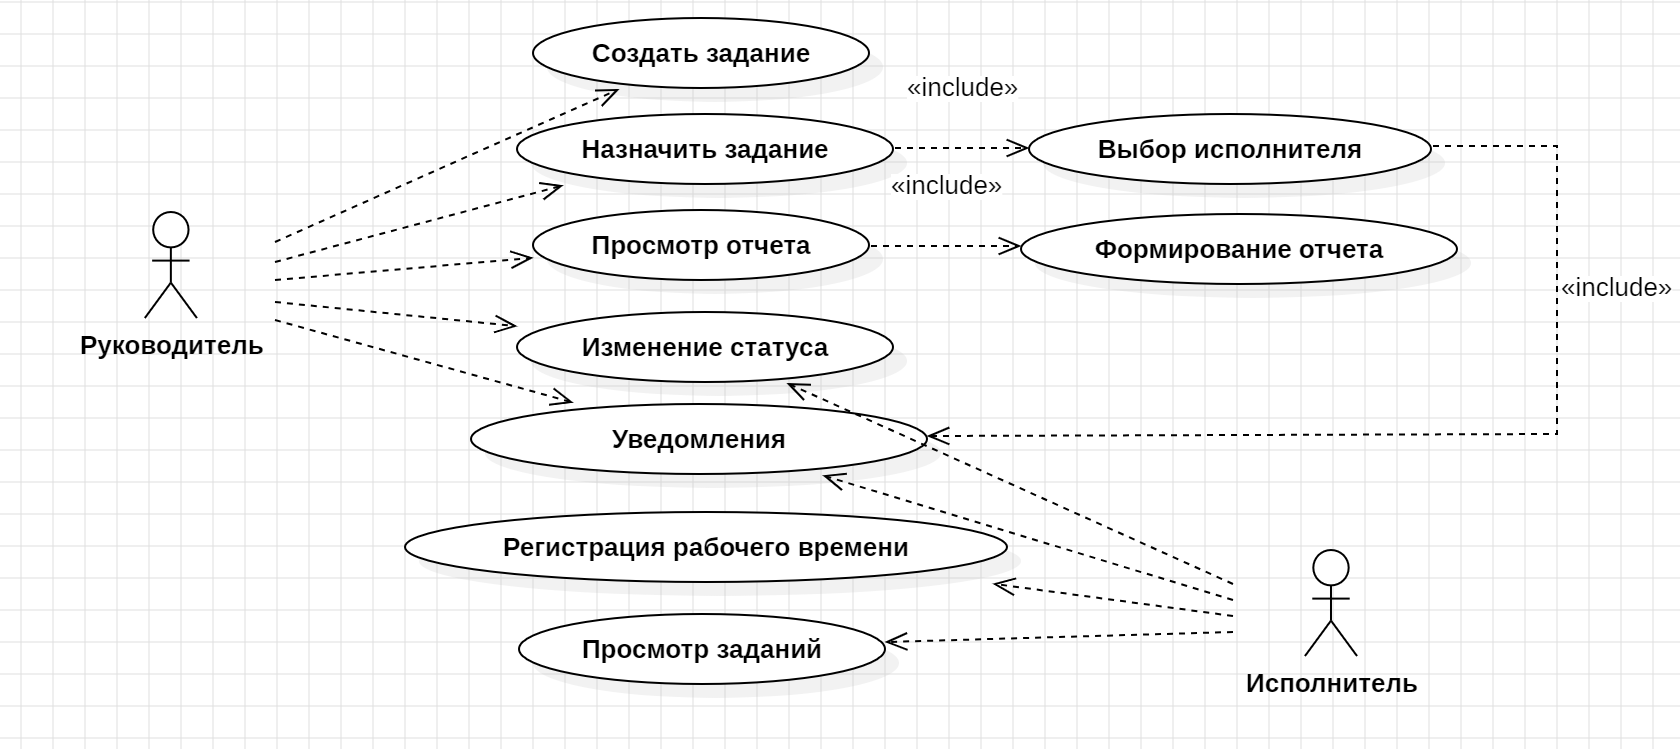 Создать задание
«include»
Назначить задание
Выбор исполнителя
«include»
Просмотр отчета
Формирование отчета
«include»
Руководитель
Изменение статуса
Уведомления
Регистрация рабочего времени
Просмотр заданий
Исполнитель